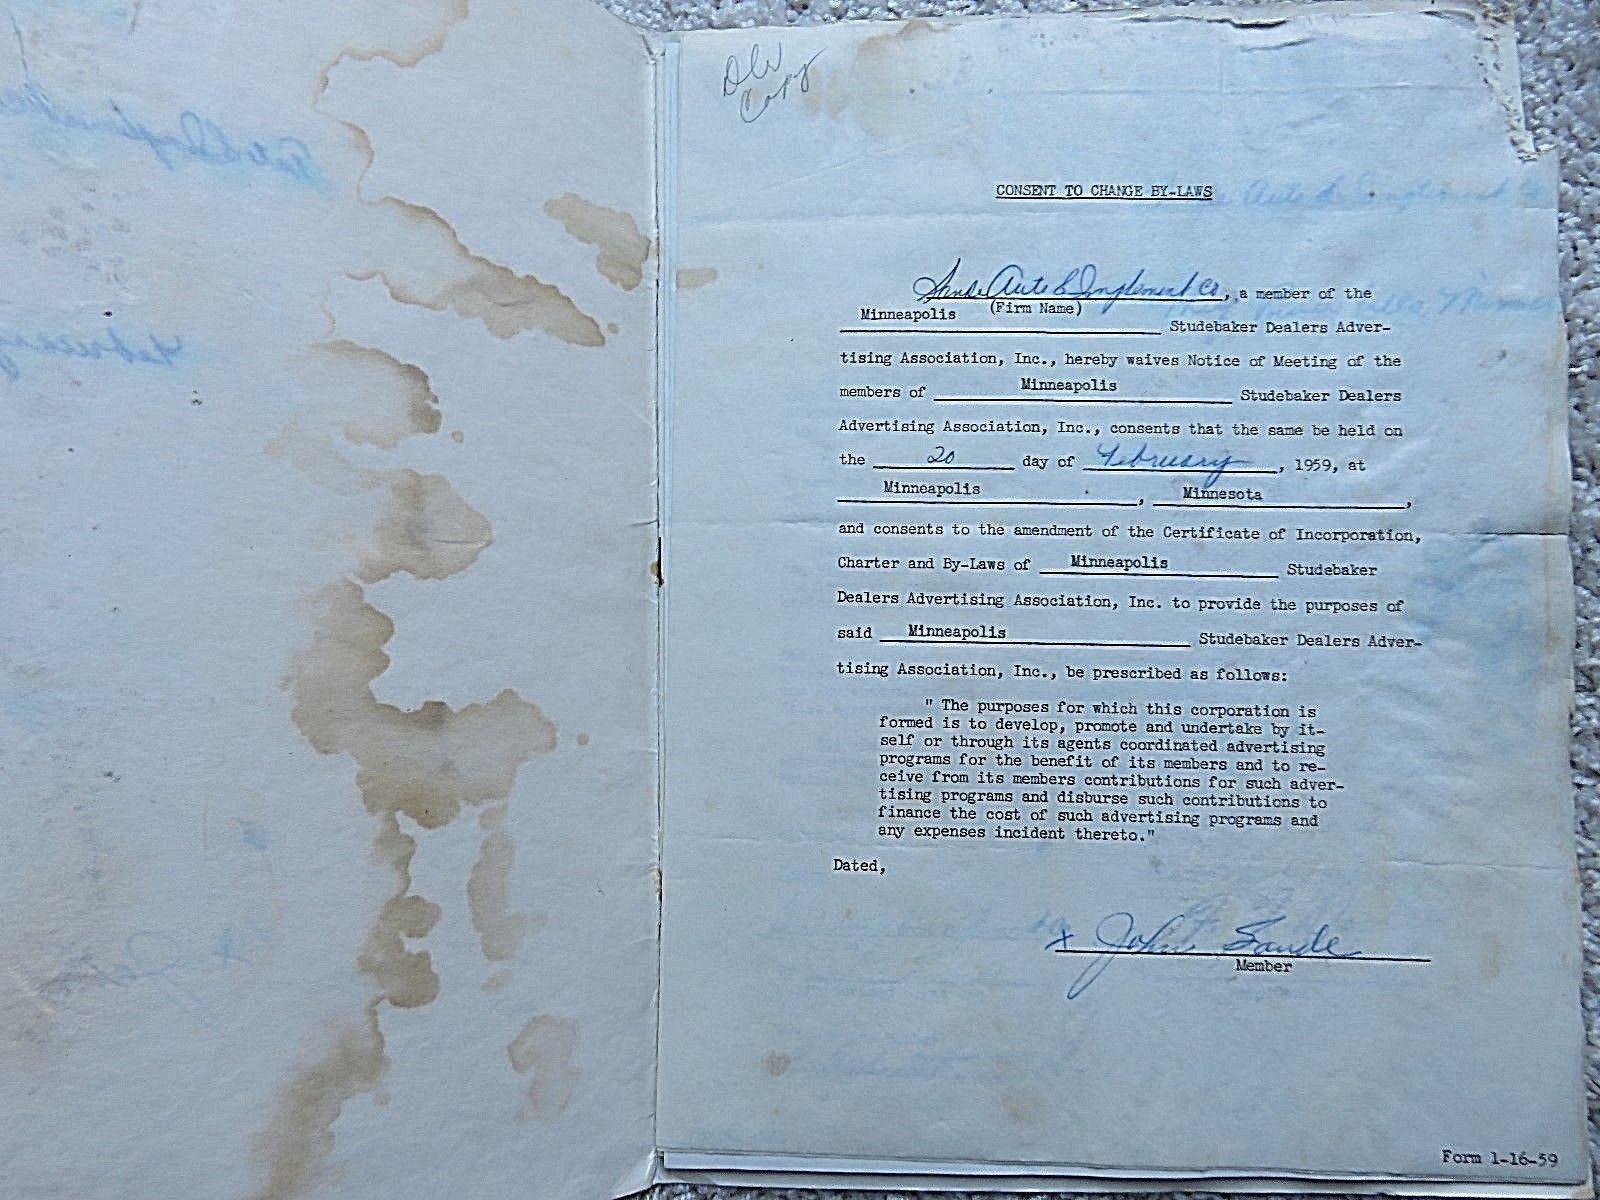 Dlr
Copy
CONSENT TO CHANGE BY-LAWS
Sande Auto & Implement Co, a member of the
(Firm Name)
Minneapolis Studebaker Dealers Adver-
tising Association, Inc., hereby waives Notice of Meeting of the
members of Minneapolis Studebaker Dealers
Advertising Association, Inc., consents that the same be held on
the 20 day of February, 1959, at
Minneapolis, Minnesota,
and consents to the amendment of the Certificate of Incorporation,
Charter and By-Laws of Minneapolis Studebaker
Dealers Advertising Association, Inc. to provide the purposes of
said Minneapolis Studebaker Dealers Adver-
tising Association, Inc., be prescribed as follows:
" The purposes for which this corporation is
formed is to develop, promote and undertake by it-
self or through its agents coordinated advertising
programs for the benefit of its members and to re-
ceive from its members contributions for such adver-
tising programs and disburse such contributions to
finance the cost of such advertising programs and
any expenses incident thereto."
Dated,
x John Sande
Member
Form 1-16-59